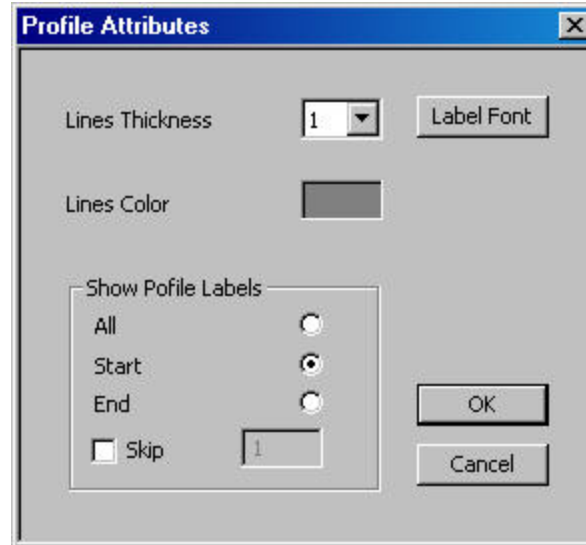 Profile Attributes
Lines Thickness 1 Label Font
Lines Color
Show Pofile Labels
All
Start
End
Skip 1
OK
Cancel